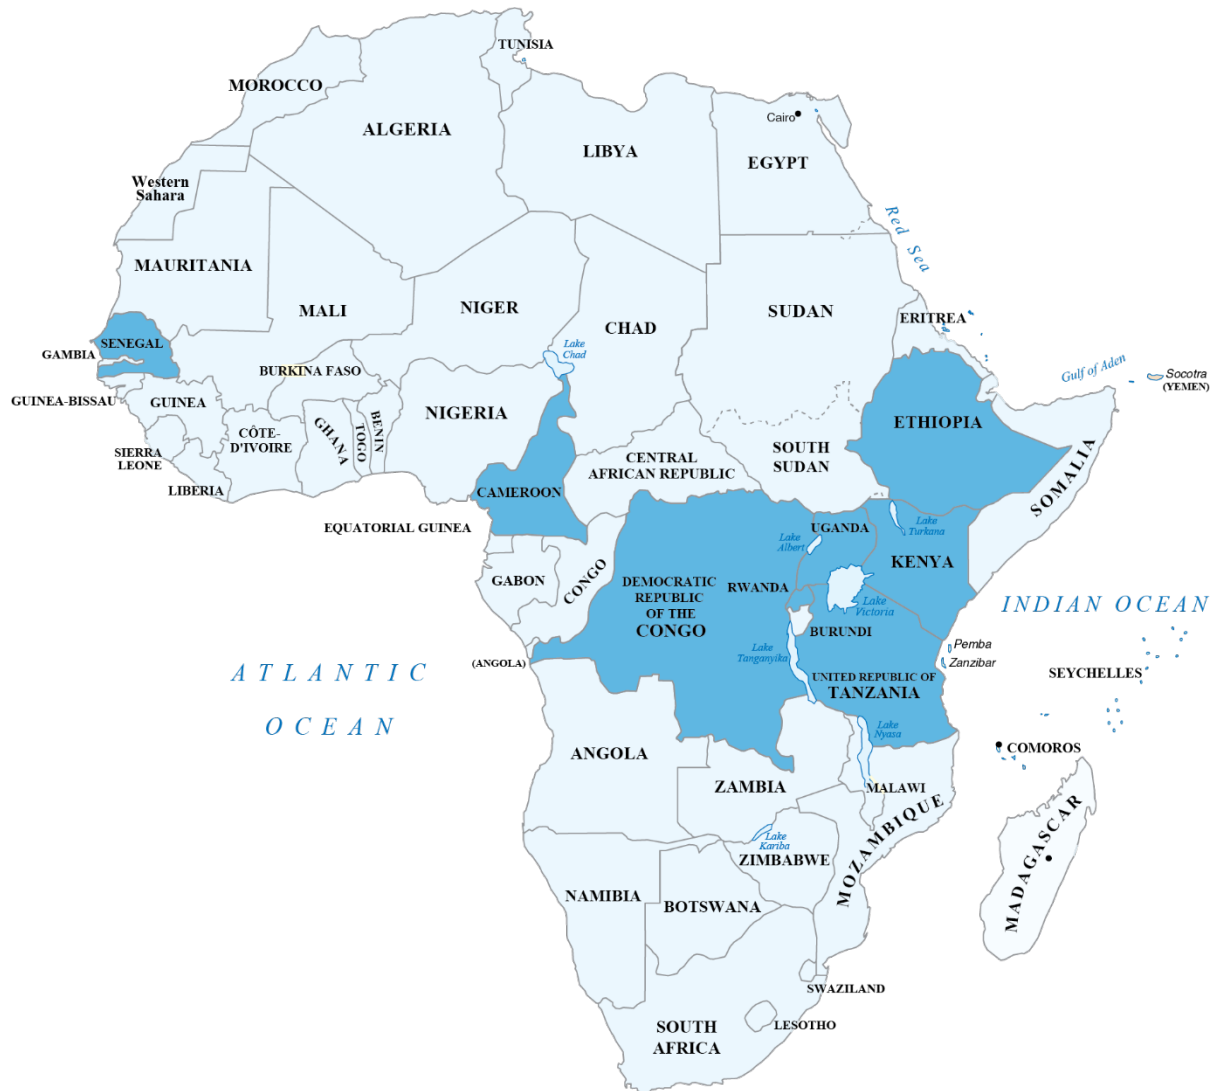 TUNISIA
MOROCCO
ALGERIA
LIBYA
Cairo
EGYPT
Western
Sahara
Red Sea
MAURITANIA
MALI
NIGER
CHAD
SUDAN
ERITREA
SENEGAL
GAMBIA
Lake
Chad
BURKINA FASO
Gulf of Aden
Socotra
(YEMEN)
GUINEA-BISSAU
GUINEA
NIGERIA
ETHIOPIA
CÔTE-
D'IVOIRE
GHANA
TOGO
BENIN
SIERRA
LEONE
LIBERIA
CENTRAL
AFRICAN REPUBLIC
SOUTH
SUDAN
SOMALIA
CAMEROON
EQUATORIAL GUINEA
UGANDA
Lake
Turkana
Lake
Albert
KENYA
GABON
CONGO
DEMOCRATIC
REPUBLIC
OF THE
CONGO
RWANDA
Lake
Victoria
INDIAN OCEAN
BURUNDI
Lake
Tanganyika
Pemba
Zanzibar
(ANGOLA)
ATLANTIC
OCEAN
UNITED REPUBLIC OF
TANZANIA
SEYCHELLES
Lake
Nyasa
COMOROS
ANGOLA
ZAMBIA
MALAWI
MOZAMBIQUE
MADAGASCAR
Lake
Kariba
ZIMBABWE
NAMIBIA
BOTSWANA
SWAZILAND
LESOTHO
SOUTH
AFRICA